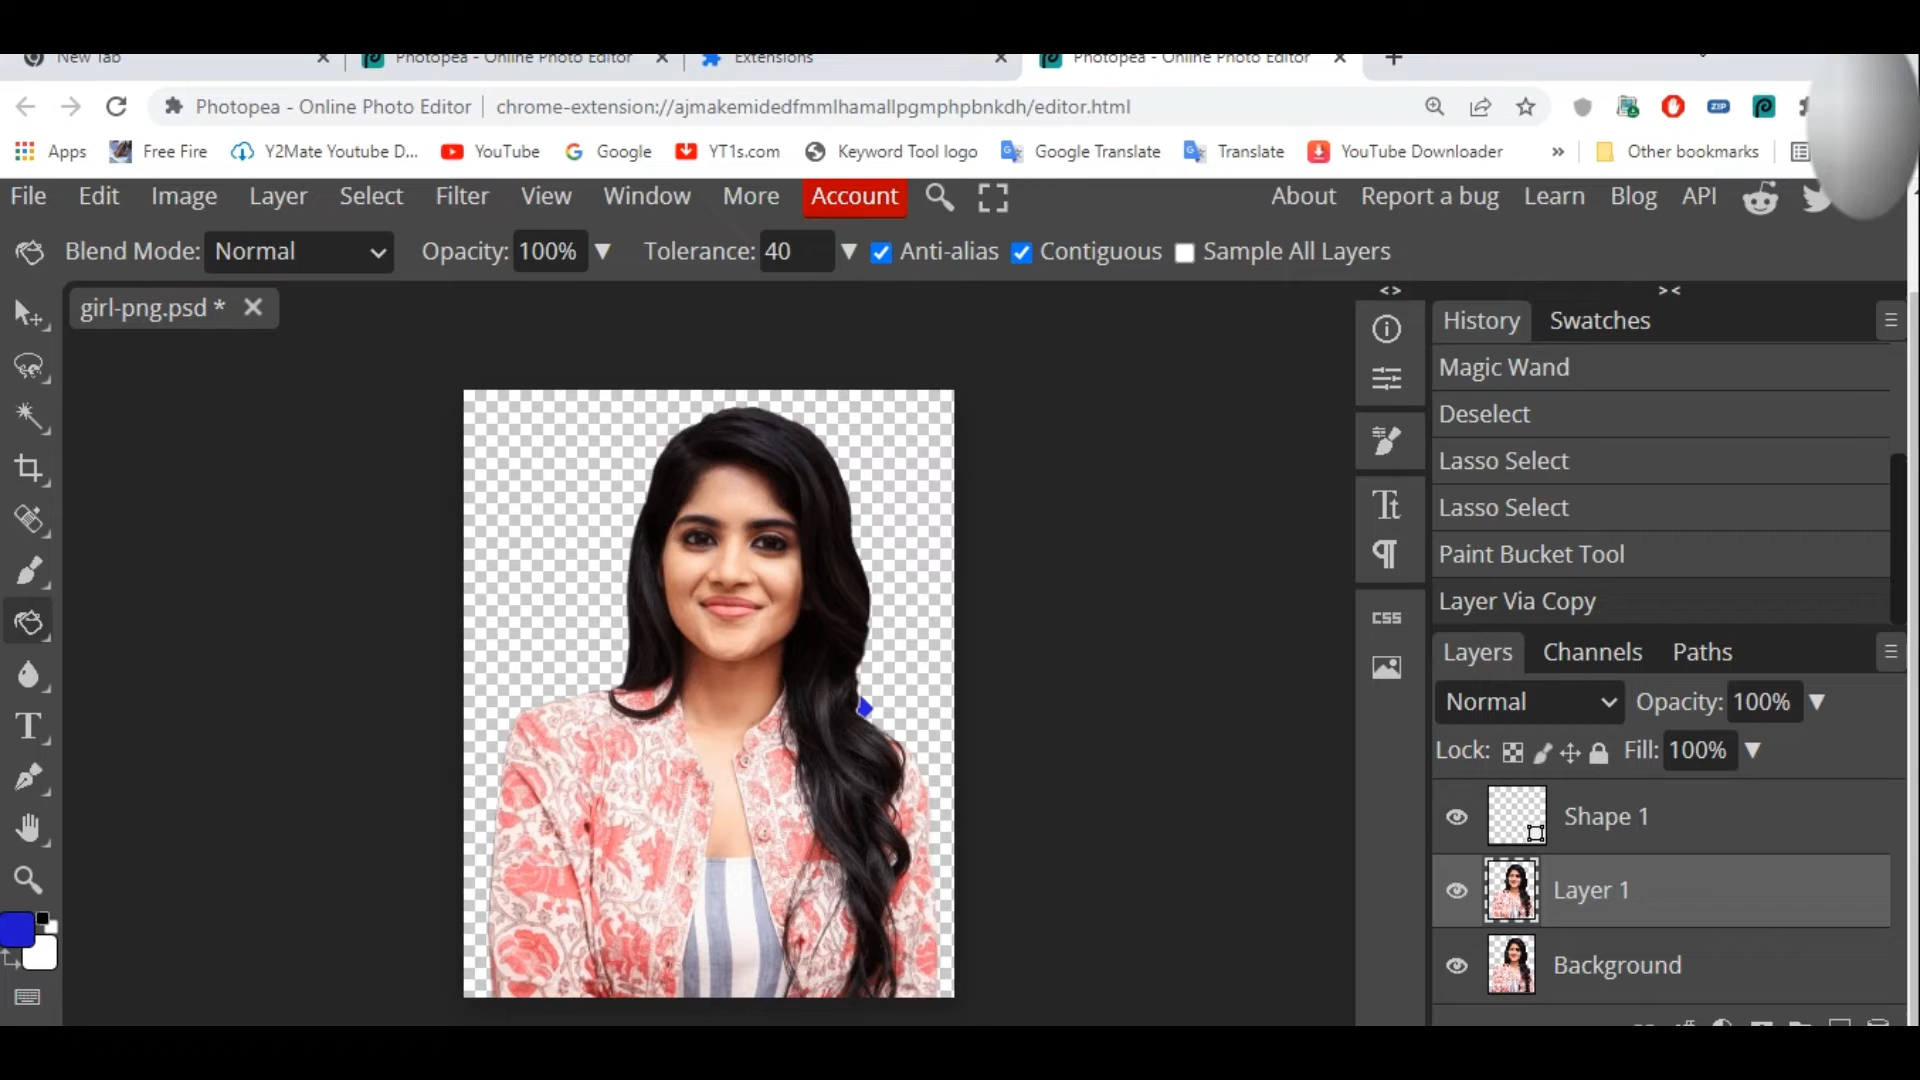 New Tab
Photopea - Online Photo Editor
Extensions
Photopea - Online Photo Editor
Photopea - Online Photo Editor chrome-extension://ajmakemidedfmmlhamallpgmphpbnkdh/editor.html ZIP
Apps Free Fire Y2Mate Youtube D... YouTube Google YT1s.com Keyword Tool logo Google Translate Translate YouTube Downloader » Other bookmarks
File Edit Image Layer Select Filter View Window More Account About Report a bug Learn Blog API
Blend Mode: Normal Opacity: 100% Tolerance: 40 Anti-alias Contiguous Sample All Layers
girl-png.psd *
< > > <
History Swatches
Magic Wand
Deselect
Lasso Select
Lasso Select
Paint Bucket Tool
Layer Via Copy
CSS
Layers Channels Paths
Normal Opacity: 100%
Lock: Fill: 100%
Shape 1
Layer 1
Background